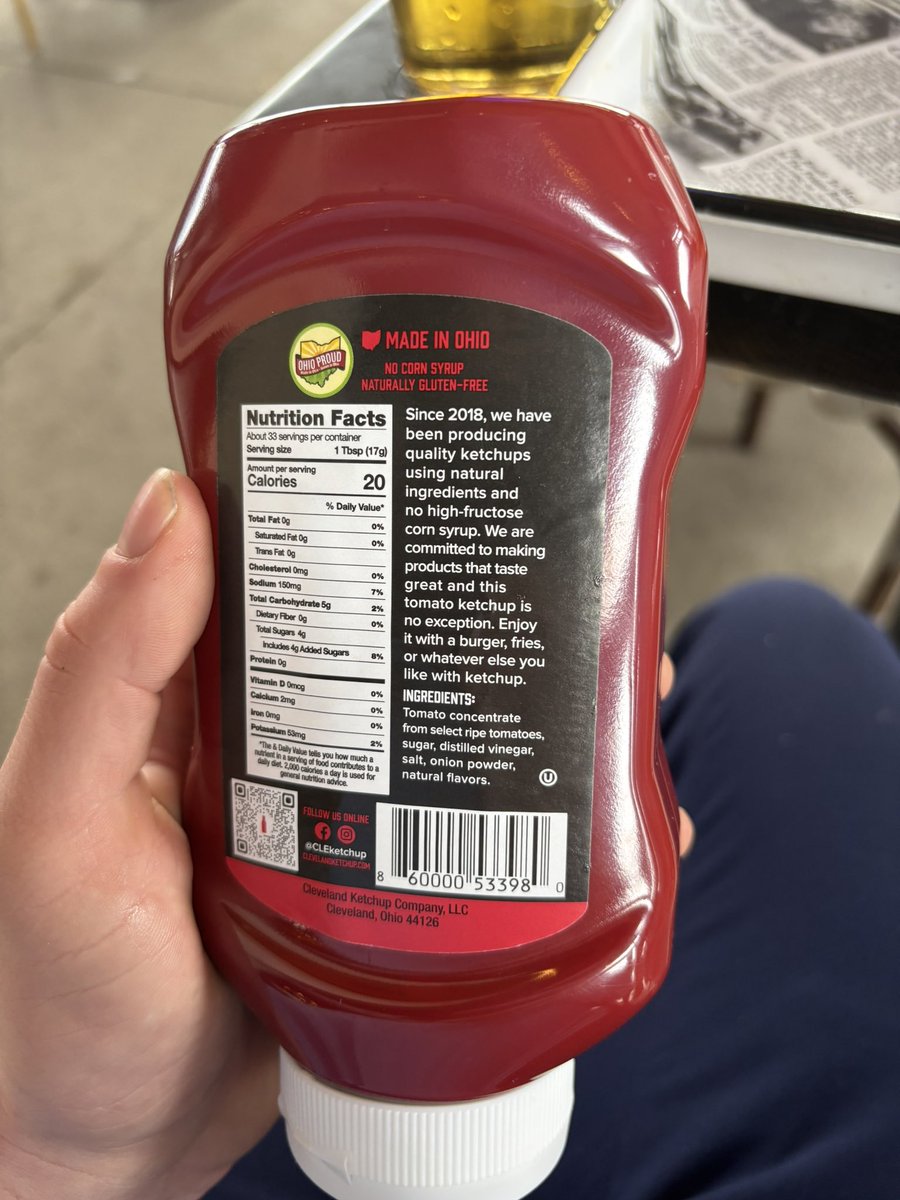 OHIO PROUD
MADE IN OHIO
NO CORN SYRUP
NATURALLY GLUTEN-FREE
Nutrition Facts
About 33 servings per container
Serving size 1 Tbsp (17g)
Amount per serving
Calories 20
% Daily Value*
Total Fat 0g 0%
Saturated Fat 0g 0%
Trans Fat 0g
Cholesterol 0mg 0%
Sodium 150mg 7%
Total Carbohydrate 5g 2%
Dietary Fiber 0g 0%
Total Sugars 4g
Includes 4g Added Sugars 8%
Protein 0g
Vitamin D 0mcg 0%
Calcium 2mg 0%
Iron 0mg 0%
Potassium 53mg 2%
*The & Daily Value tells you how much a
nutrient in a serving of food contributes to a
daily diet. 2,000 calories a day is used for
general nutrition advice.
Since 2018, we have
been producing
quality ketchups
using natural
ingredients and
no high-fructose
corn syrup. We are
committed to making
products that taste
great and this
tomato ketchup is
no exception. Enjoy
it with a burger, fries,
or whatever else you
like with ketchup.
INGREDIENTS:
Tomato concentrate
from select ripe tomatoes,
sugar, distilled vinegar,
salt, onion powder,
natural flavors.
U
FOLLOW US ONLINE
@CLEketchup
CLEVELANDKETCHUP.COM
8 60000 53398 0
Cleveland Ketchup Company, LLC
Cleveland, Ohio 44126